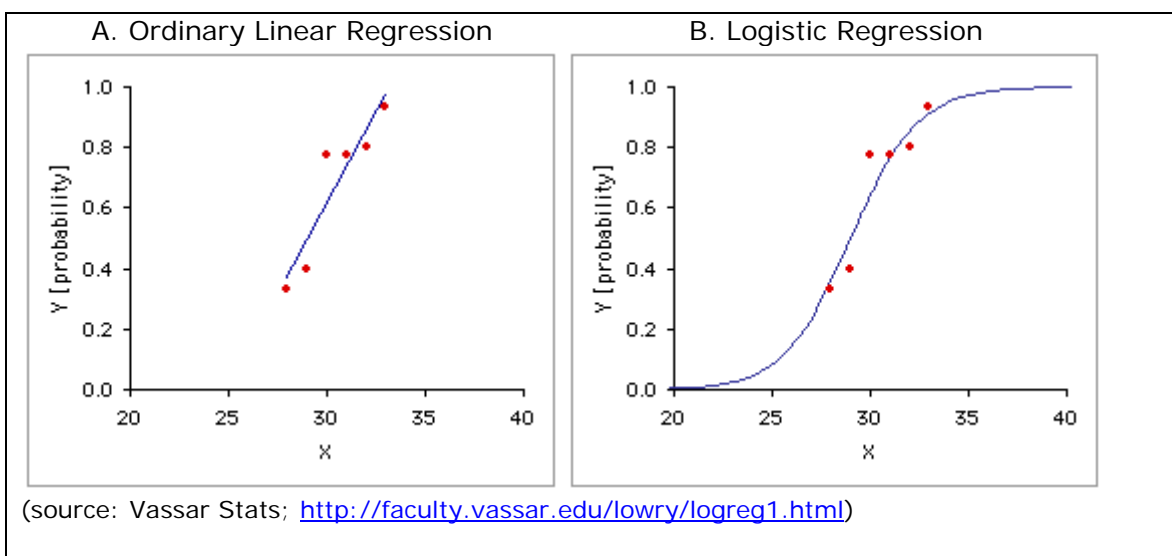 A. Ordinary Linear Regression
B. Logistic Regression
1.0
0.8
0.6
0.4
0.2
0.0
Y [probability]
20 25 30 35 40
X
1.0
0.8
0.6
0.4
0.2
0.0
Y [probability]
20 25 30 35 40
X
(source: Vassar Stats; http://faculty.vassar.edu/lowry/logreg1.html)